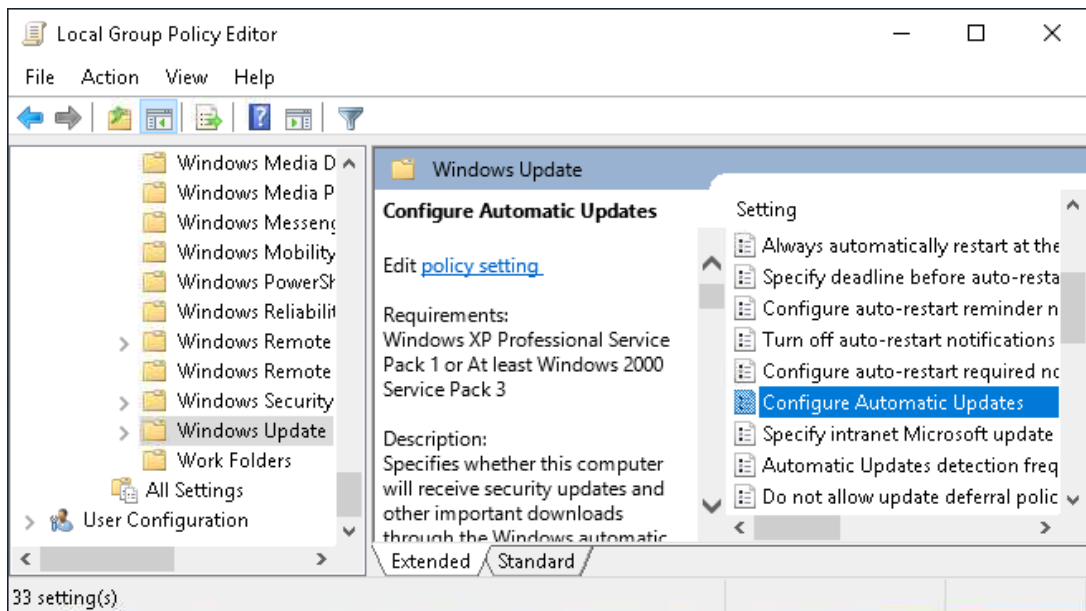 Local Group Policy Editor
File Action View Help
Windows Media D
Windows Media P
Windows Messeng
Windows Mobility
Windows PowerSh
Windows Reliabilit
Windows Remote
Windows Remote
Windows Security
Windows Update
Work Folders
All Settings
User Configuration
Windows Update
Configure Automatic Updates
Edit policy setting
Requirements:
Windows XP Professional Service
Pack 1 or At least Windows 2000
Service Pack 3
Description:
Specifies whether this computer
will receive security updates and
other important downloads
through the Windows automatic
Setting
Always automatically restart at the
Specify deadline before auto-resta
Configure auto-restart reminder n
Turn off auto-restart notifications
Configure auto-restart required no
Configure Automatic Updates
Specify intranet Microsoft update
Automatic Updates detection freq
Do not allow update deferral polic
Extended Standard
33 setting(s)